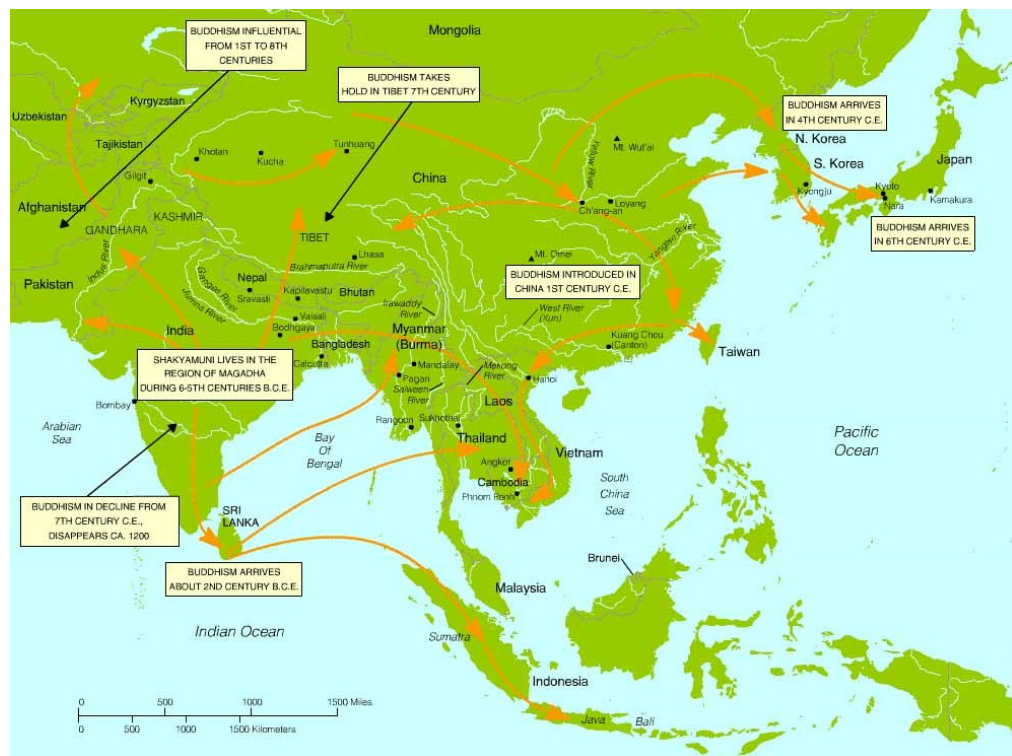 BUDDHISM INFLUENTIAL
FROM 1ST TO 8TH
CENTURIES
Mongolia
BUDDHISM TAKES
HOLD IN TIBET 7TH CENTURY
Kyrgyzstan
Uzbekistan
Tajikistan
BUDDHISM ARRIVES
IN 4TH CENTURY C.E.
N. Korea
S. Korea
Japan
Mt. Wut'ai
Yellow River
Tunhuang
Khotan
Kucha
Gilgit
China
Kyongju
Kyoto
Nara
Kamakura
Afghanistan
KASHMIR
GANDHARA
Ch'ang-an
Loyang
BUDDHISM ARRIVES
IN 6TH CENTURY C.E.
TIBET
Indus River
Yangtze River
Lhasa
Brahmaputra River
Mt. Omei
BUDDHISM INTRODUCED IN
CHINA 1ST CENTURY C.E.
Pakistan
Nepal
Sravasti
Ganges River
Jumna River
Kapilavastu
Bhutan
Vaisali
Irrawaddy
River
West River
(Xun)
India
Bodhgaya
Bangladesh
Myanmar
(Burma)
Kuang Chou
(Canton)
Taiwan
SHAKYAMUNI LIVES IN THE
REGION OF MAGADHA
DURING 6-5TH CENTURIES B.C.E.
Calcutta
Mandalay
Mekong
River
Hanoi
Pagan
Salween
River
Laos
Bombay
Arabian
Sea
Rangoon
Sukhothai
Thailand
Bay
Of
Bengal
Vietnam
Pacific
Ocean
Angkor
Cambodia
Phnom Penh
South
China
Sea
BUDDHISM IN DECLINE FROM
7TH CENTURY C.E.,
DISAPPEARS CA. 1200
SRI
LANKA
BUDDHISM ARRIVES
ABOUT 2ND CENTURY B.C.E.
Brunei
Malaysia
Indian Ocean
Sumatra
Indonesia
Java
Bali
0 500 1000 1500 Miles
0 500 1000 1500 Kilometers